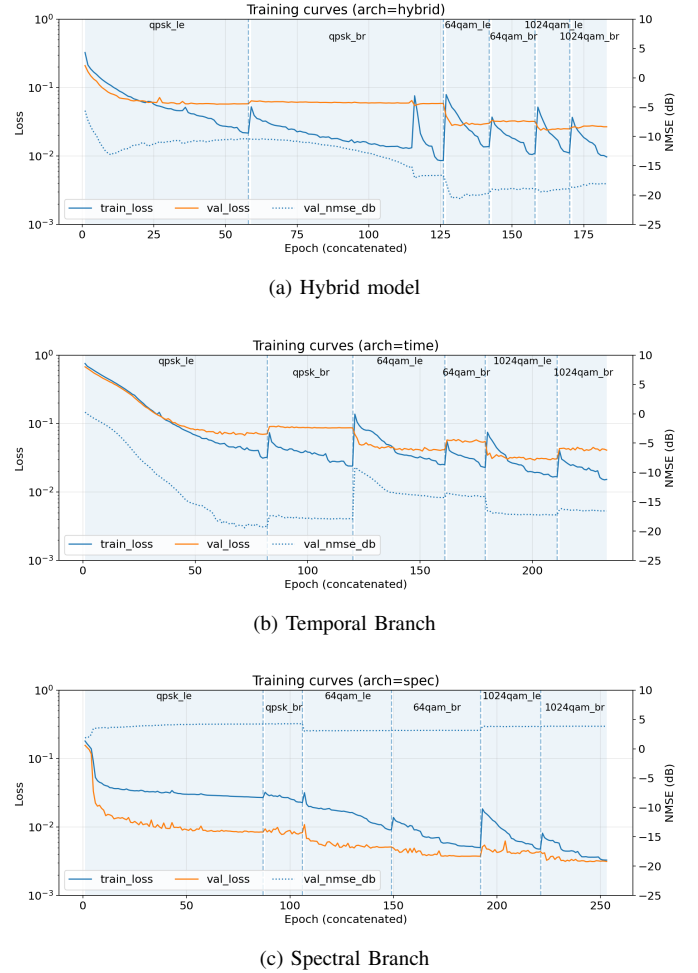 Training curves (arch=hybrid)
qpsk_le
qpsk_br
64qam_le
64qam_br
1024qam_le
1024qam_br
10^0
10^-1
10^-2
10^-3
Loss
10
5
0
-5
-10
-15
-20
-25
NMSE (dB)
train_loss val_loss val_nmse_db
0 25 50 75 100 125 150 175
Epoch (concatenated)
(a) Hybrid model
Training curves (arch=time)
qpsk_le
qpsk_br
64qam_le
64qam_br
1024qam_le
1024qam_br
10^0
10^-1
10^-2
10^-3
Loss
10
5
0
-5
-10
-15
-20
-25
NMSE (dB)
train_loss val_loss val_nmse_db
0 50 100 150 200
Epoch (concatenated)
(b) Temporal Branch
Training curves (arch=spec)
qpsk_le
qpsk_br
64qam_le
64qam_br
1024qam_le
1024qam_br
10^0
10^-1
10^-2
10^-3
Loss
10
5
0
-5
-10
-15
-20
-25
NMSE (dB)
train_loss val_loss val_nmse_db
0 50 100 150 200 250
Epoch (concatenated)
(c) Spectral Branch